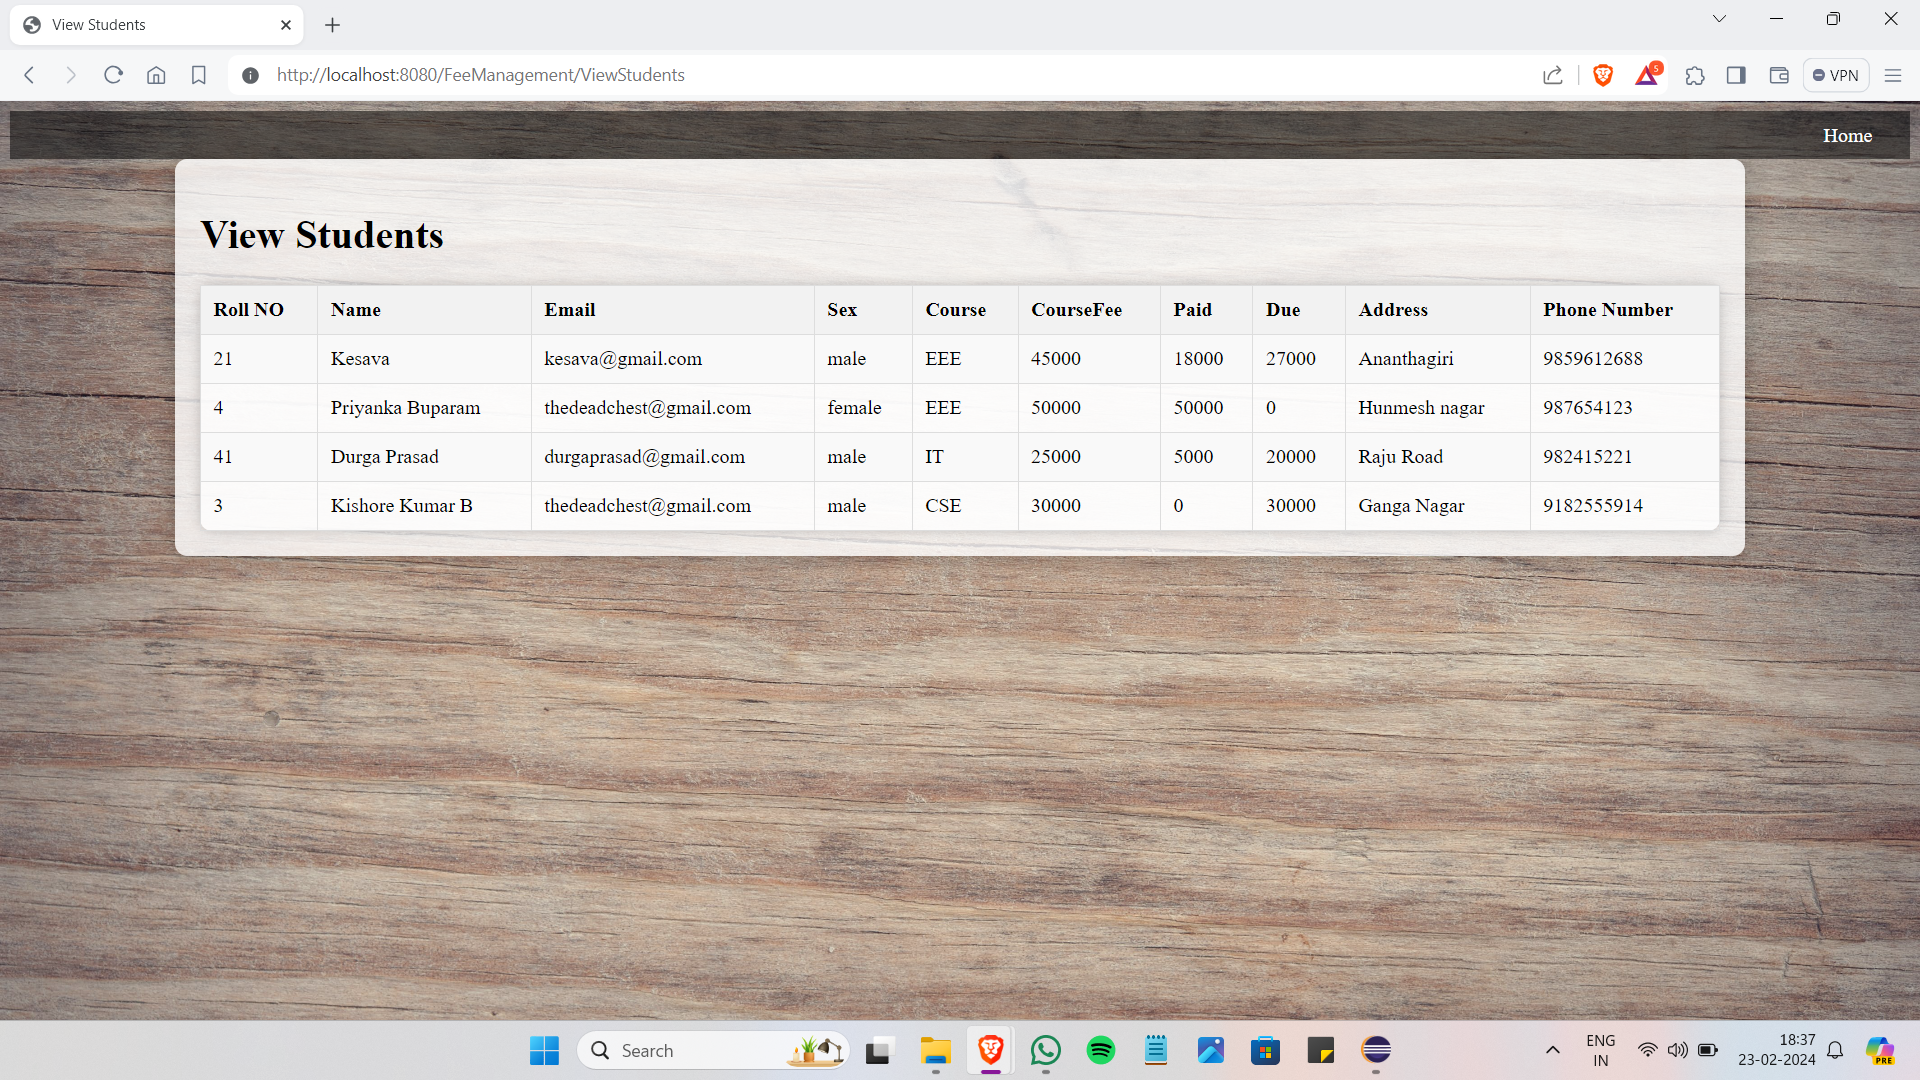 View Students
http://localhost:8080/FeeManagement/ViewStudents
5
VPN
Home
View Students
Roll NO Name Email Sex Course CourseFee Paid Due Address Phone Number
21 Kesava kesava@gmail.com male EEE 45000 18000 27000 Ananthagiri 9859612688
4 Priyanka Buparam thedeadchest@gmail.com female EEE 50000 50000 0 Hunmesh nagar 987654123
41 Durga Prasad durgaprasad@gmail.com male IT 25000 5000 20000 Raju Road 982415221
3 Kishore Kumar B thedeadchest@gmail.com male CSE 30000 0 30000 Ganga Nagar 9182555914
Search
ENG
IN
18:37
23-02-2024
PRE